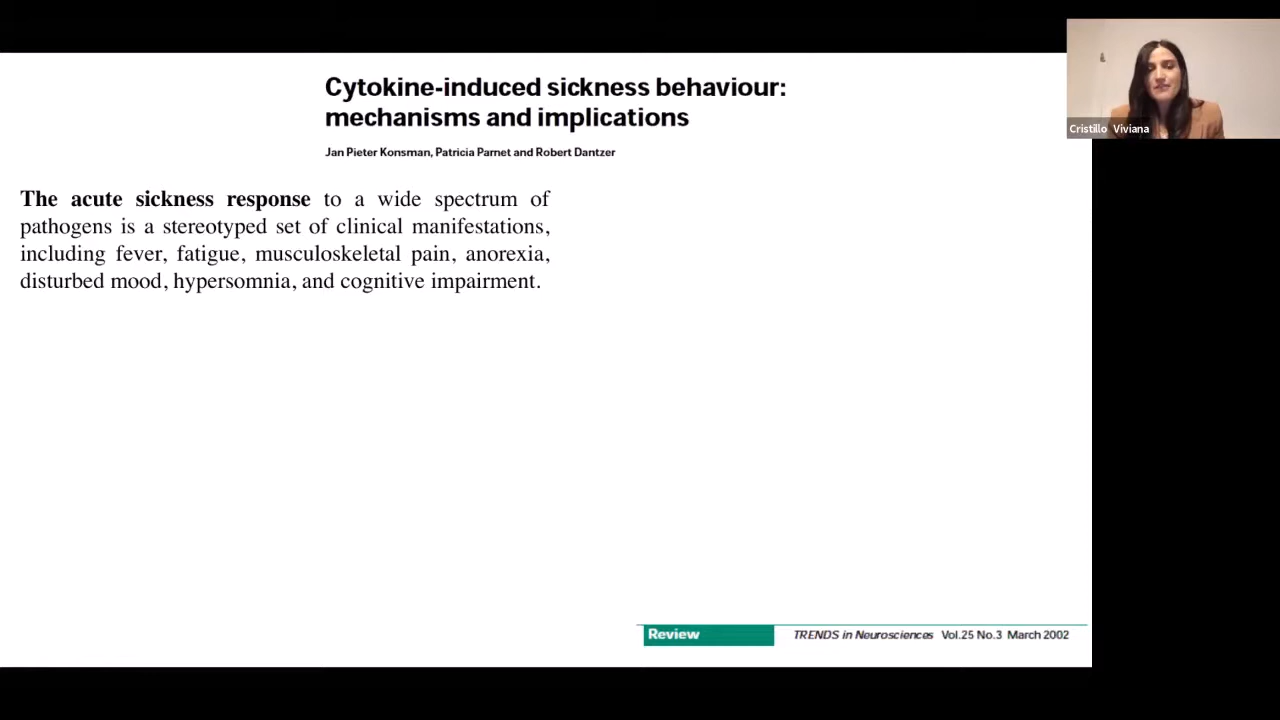 Cytokine-induced sickness behaviour:
mechanisms and implications
Jan Pieter Konsman, Patricia Parnet and Robert Dantzer
Cristillo Viviana
The acute sickness response to a wide spectrum of
pathogens is a stereotyped set of clinical manifestations,
including fever, fatigue, musculoskeletal pain, anorexia,
disturbed mood, hypersomnia, and cognitive impairment.
Review
TRENDS in Neurosciences Vol.25 No.3 March 2002